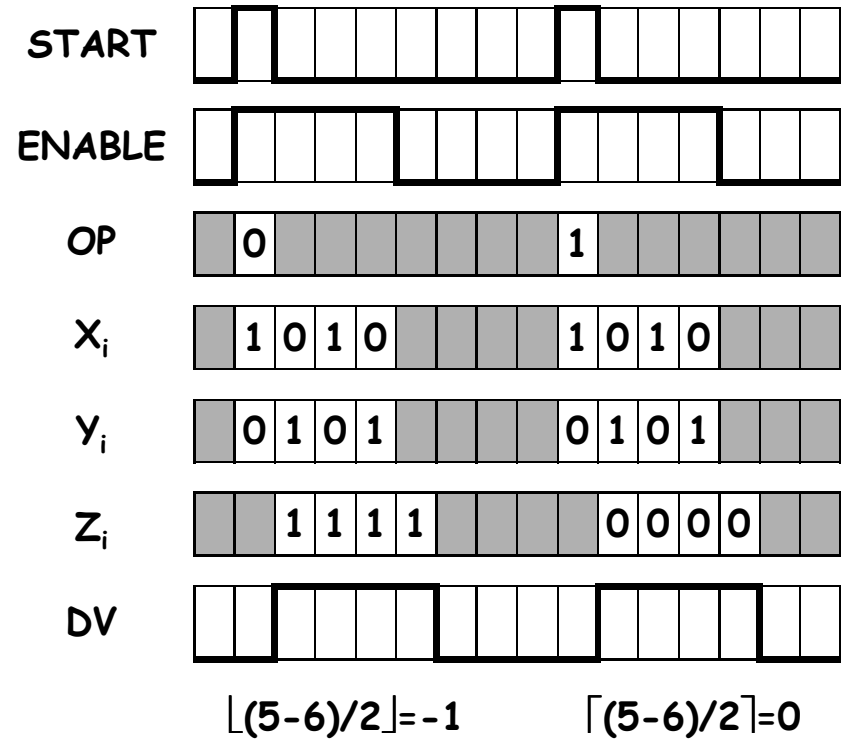 START
ENABLE
OP 0 1
Xi 1 0 1 0 1 0 1 0
Yi 0 1 0 1 0 1 0 1
Zi 1 1 1 1 0 0 0 0
DV
⌊(5-6)/2⌋=-1 ⌈(5-6)/2⌉=0